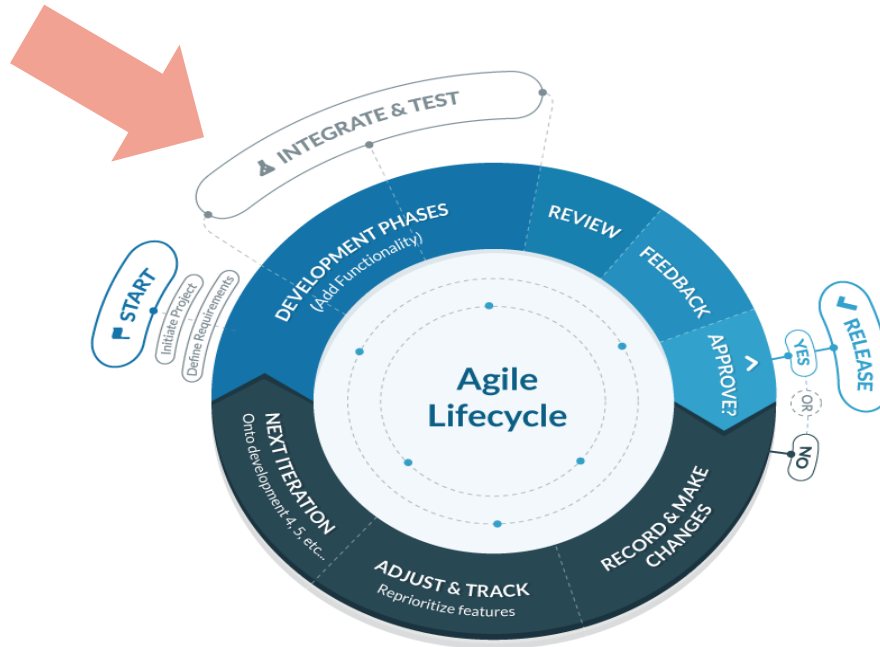 INTEGRATE & TEST
START
Initiate Project
Define Requirements
DEVELOPMENT PHASES
(Add Functionality)
REVIEW
FEEDBACK
APPROVE?
YES
OR
NO
RELEASE
Agile
Lifecycle
RECORD & MAKE
CHANGES
ADJUST & TRACK
Reprioritize features
NEXT ITERATION
Onto development 4, 5, etc...